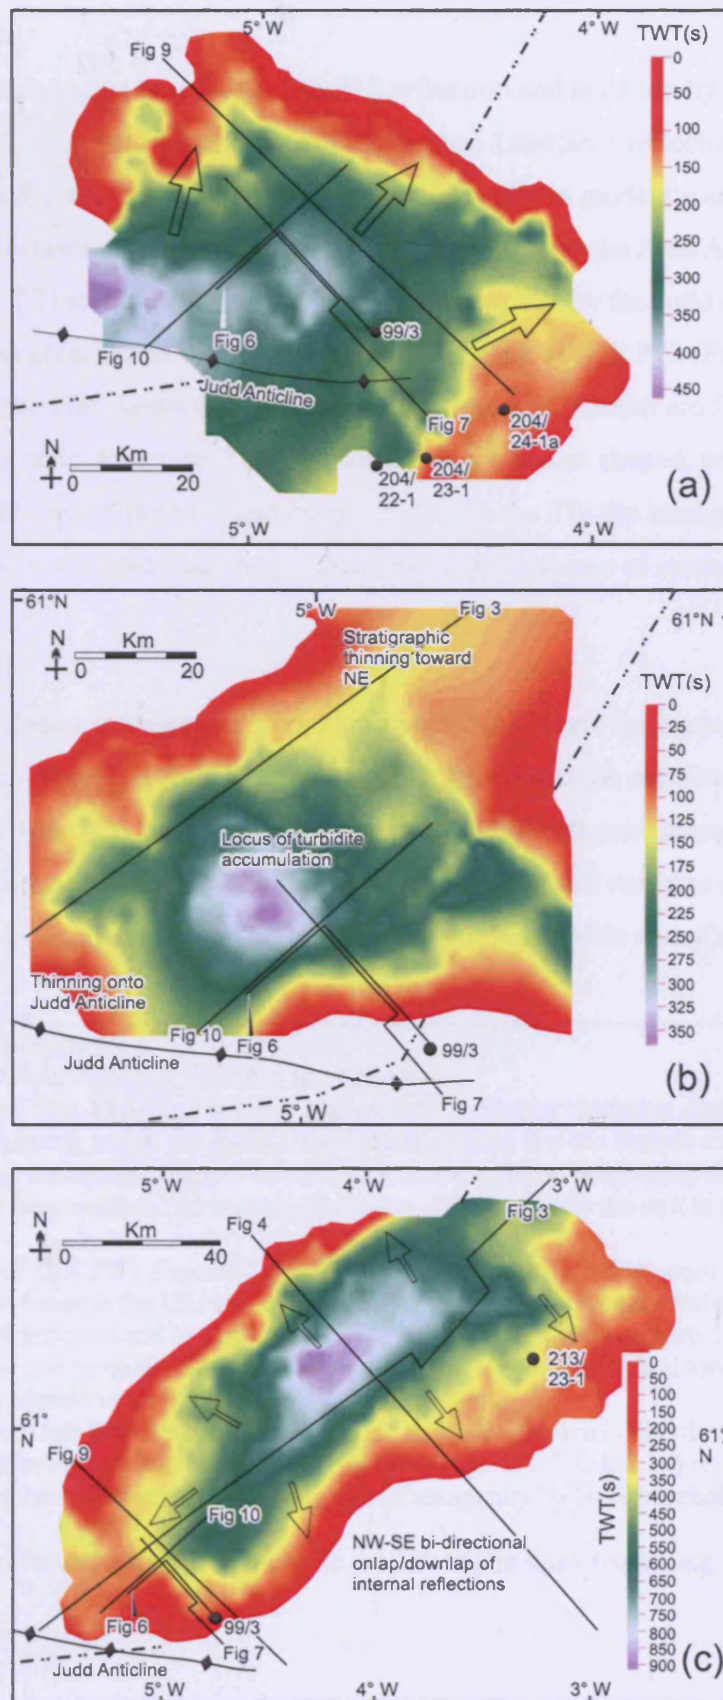 5° W
4° W
TWT(s)
0
50
100
150
200
250
300
350
400
450
Fig 9
Fig 6
99/3
Fig 10
Judd Anticline
Fig 7
204/
24-1a
204/
23-1
204/
22-1
N
Km
0
20
(a)
5° W
4° W
61°N
5° W
61°N
Fig 3
N
Km
0
20
Stratigraphic
thinning toward
NE
TWT(s)
0
25
50
75
100
125
150
175
200
225
250
275
300
325
350
Locus of turbidite
accumulation
Thinning onto
Judd Anticline
Fig 10
Fig 6
99/3
Judd Anticline
Fig 7
5° W
(b)
5° W
4° W
3° W
N
Km
0
40
Fig 4
Fig 3
213/
23-1
0
50
100
150
200
250
300
350
400
450
500
550
600
650
700
750
800
850
900
TWT(s)
61°
N
61°
N
Fig 9
Fig 10
NW-SE bi-directional
onlap/downlap of
internal reflections
Fig 6
99/3
Fig 7
Judd Anticline
(c)
5° W
4° W
3° W